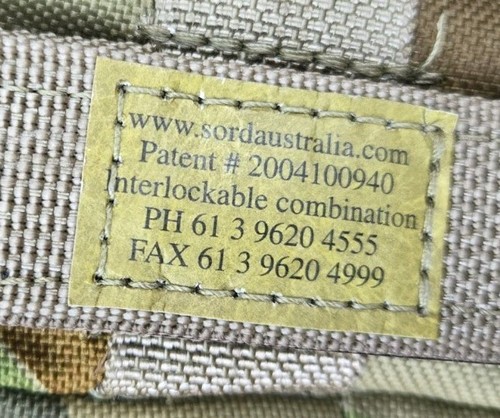 www.sordaustralia.com
Patent # 2004100940
Interlockable combination
PH 61 3 9620 4555
FAX 61 3 9620 4999